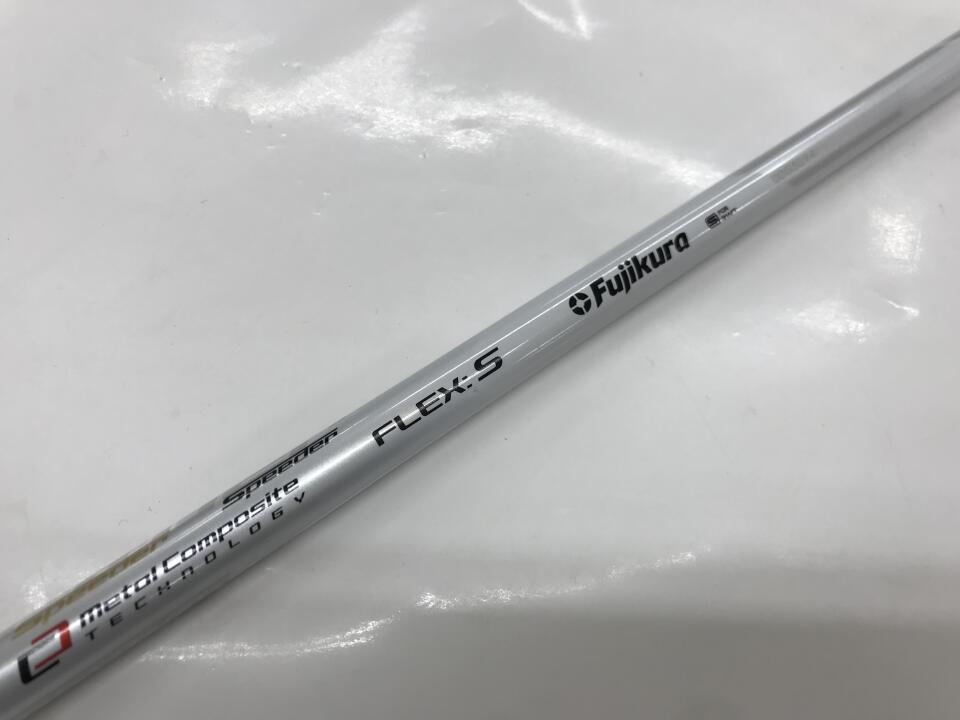 SPEEDER
Speeder
Metal Composite
TECHNOLOGY
FLEX: S
Fujikura